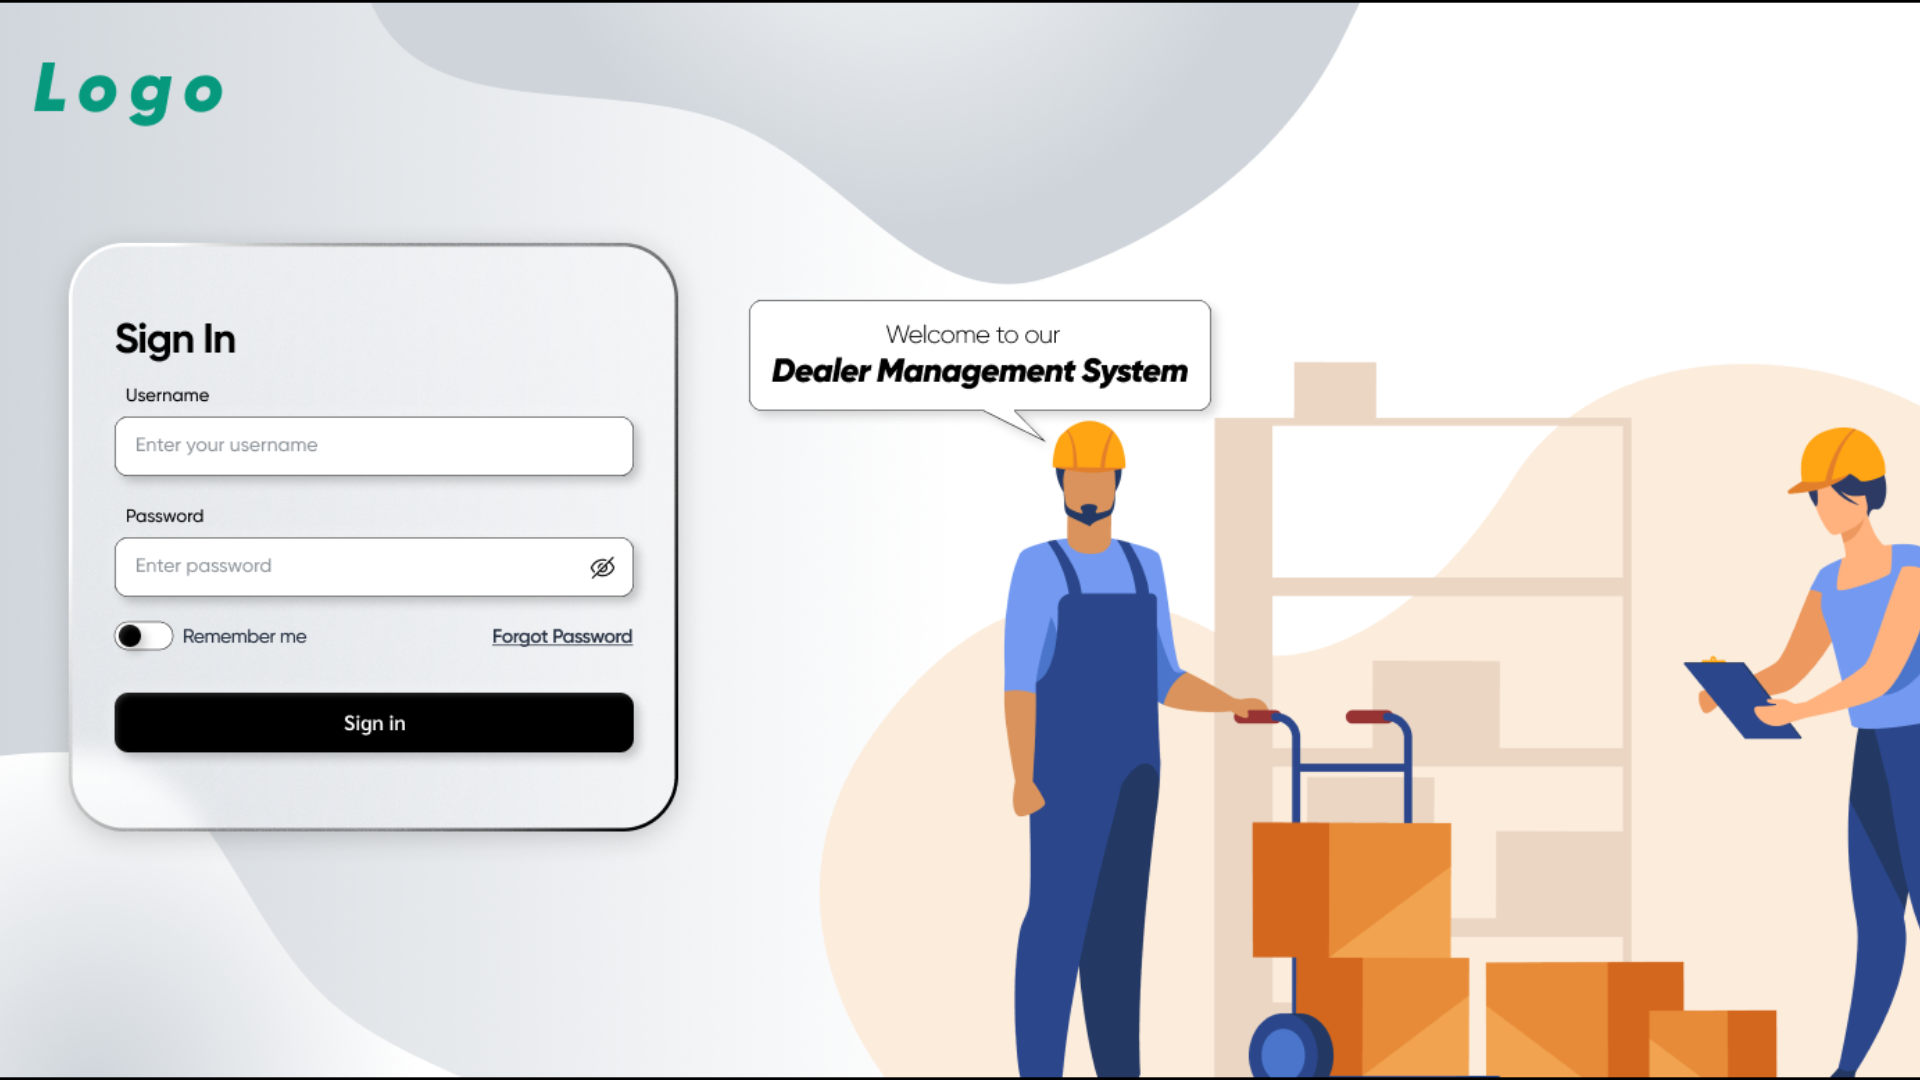 Logo
Sign In
Username
Enter your username
Password
Enter password
Remember me
Forgot Password
Sign in
Welcome to our
Dealer Management System